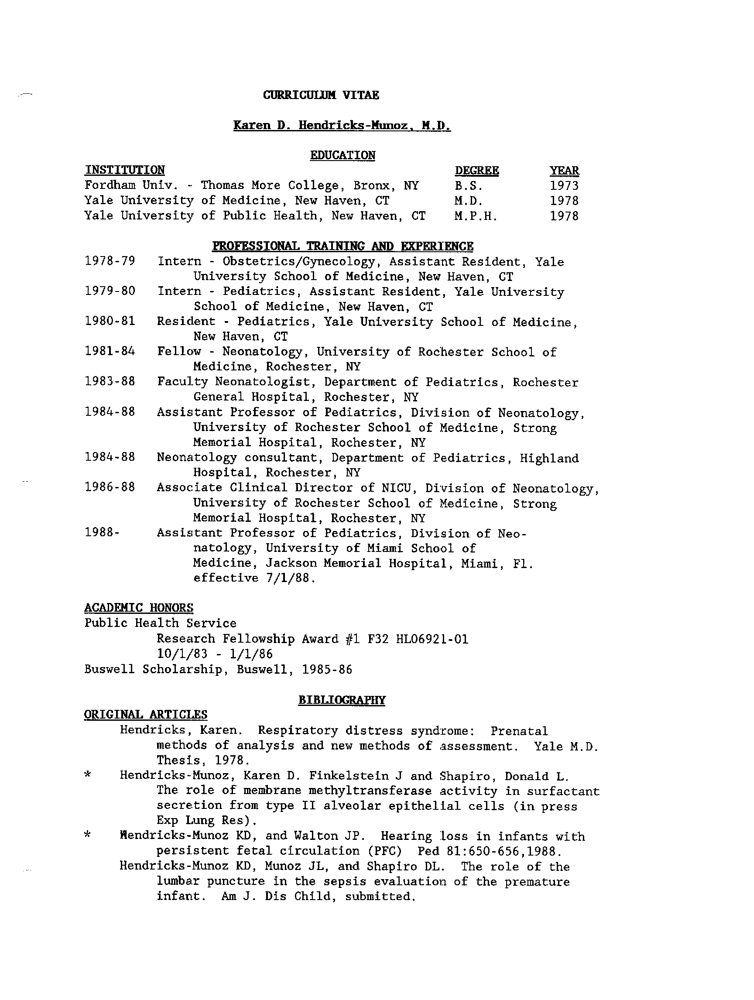 CURRICULUM VITAE
Karen D. Hendricks-Munoz, M.D.
EDUCATION
INSTITUTION DEGREE YEAR
Fordham Univ. - Thomas More College, Bronx, NY B.S. 1973
Yale University of Medicine, New Haven, CT M.D. 1978
Yale University of Public Health, New Haven, CT M.P.H. 1978
PROFESSIONAL TRAINING AND EXPERIENCE
1978-79 Intern - Obstetrics/Gynecology, Assistant Resident, Yale
University School of Medicine, New Haven, CT
1979-80 Intern - Pediatrics, Assistant Resident, Yale University
School of Medicine, New Haven, CT
1980-81 Resident - Pediatrics, Yale University School of Medicine,
New Haven, CT
1981-84 Fellow - Neonatology, University of Rochester School of
Medicine, Rochester, NY
1983-88 Faculty Neonatologist, Department of Pediatrics, Rochester
General Hospital, Rochester, NY
1984-88 Assistant Professor of Pediatrics, Division of Neonatology,
University of Rochester School of Medicine, Strong
Memorial Hospital, Rochester, NY
1984-88 Neonatology consultant, Department of Pediatrics, Highland
Hospital, Rochester, NY
1986-88 Associate Clinical Director of NICU, Division of Neonatology,
University of Rochester School of Medicine, Strong
Memorial Hospital, Rochester, NY
1988- Assistant Professor of Pediatrics, Division of Neo-
natology, University of Miami School of
Medicine, Jackson Memorial Hospital, Miami, Fl.
effective 7/1/88.
ACADEMIC HONORS
Public Health Service
Research Fellowship Award #1 F32 HL06921-01
10/1/83 - 1/1/86
Buswell Scholarship, Buswell, 1985-86
BIBLIOGRAPHY
ORIGINAL ARTICLES
Hendricks, Karen. Respiratory distress syndrome: Prenatal
methods of analysis and new methods of assessment. Yale M.D.
Thesis, 1978.
* Hendricks-Munoz, Karen D. Finkelstein J and Shapiro, Donald L.
The role of membrane methyltransferase activity in surfactant
secretion from type II alveolar epithelial cells (in press
Exp Lung Res).
* Hendricks-Munoz KD, and Walton JP. Hearing loss in infants with
persistent fetal circulation (PFC) Ped 81:650-656,1988.
Hendricks-Munoz KD, Munoz JL, and Shapiro DL. The role of the
lumbar puncture in the sepsis evaluation of the premature
infant. Am J. Dis Child, submitted.